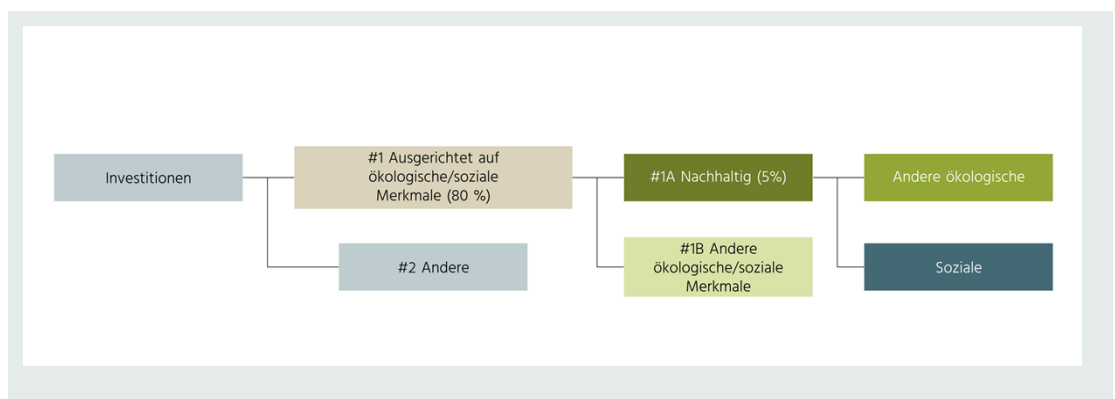 Investitionen
#1 Ausgerichtet auf
ökologische/soziale
Merkmale (80 %)
#2 Andere
#1A Nachhaltig (5%)
#1B Andere
ökologische/soziale
Merkmale
Andere ökologische
Soziale